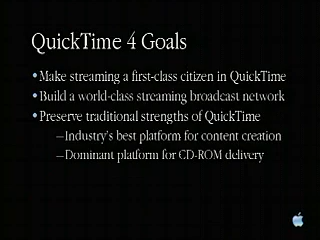 QuickTime 4 Goals
• Make streaming a first-class citizen in QuickTime
• Build a world-class streaming broadcast network
• Preserve traditional strengths of QuickTime
– Industry's best platform for content creation
– Dominant platform for CD-ROM delivery